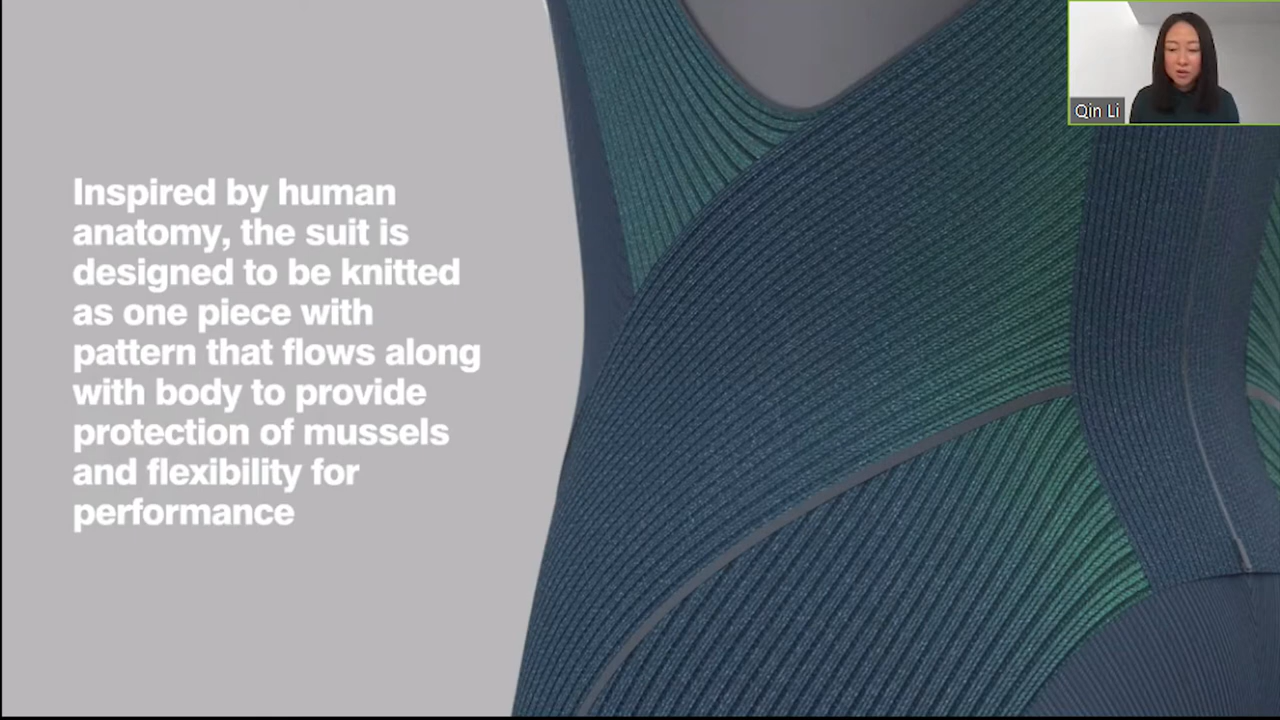 Inspired by human
anatomy, the suit is
designed to be knitted
as one piece with
pattern that flows along
with body to provide
protection of mussels
and flexibility for
performance
Qin Li